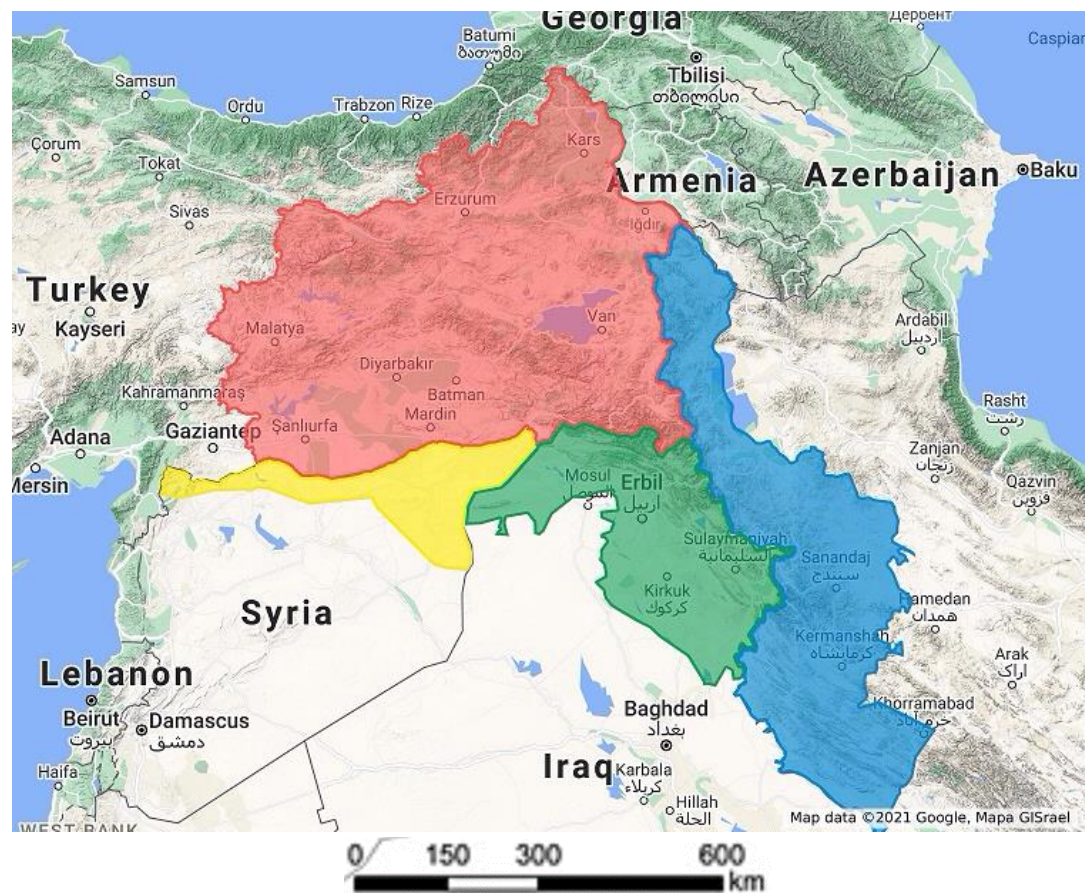 Georgia
Дербент
Batumi
ბათუმი
Caspian
Tbilisi
თბილისი
Samsun
Ordu
Trabzon
Rize
Kars
Çorum
Tokat
Armenia
Azerbaijan
Baku
Erzurum
Sivas
Iğdır
Turkey
Kayseri
Van
Ardabil
اردبیل
Malatya
Diyarbakır
Batman
Kahramanmaraş
Mardin
Rasht
رشت
Şanlıurfa
Gaziantep
Adana
Zanjan
زنجان
Mersin
Mosul
الموصل
Erbil
اربيل
Qazvin
قزوین
Sulaymaniyah
السليمانية
Sanandaj
سنندج
Kirkuk
كركوك
Hamedan
همدان
Syria
Kermanshah
کرمانشاه
Arak
اراک
Lebanon
Khorramabad
خرم آباد
Beirut
بيروت
Damascus
دمشق
Baghdad
بغداد
Haifa
Iraq
Karbala
كربلاء
Hillah
الحلة
WEST BANK
Map data ©2021 Google, Mapa GISrael
0 150 300 600
km